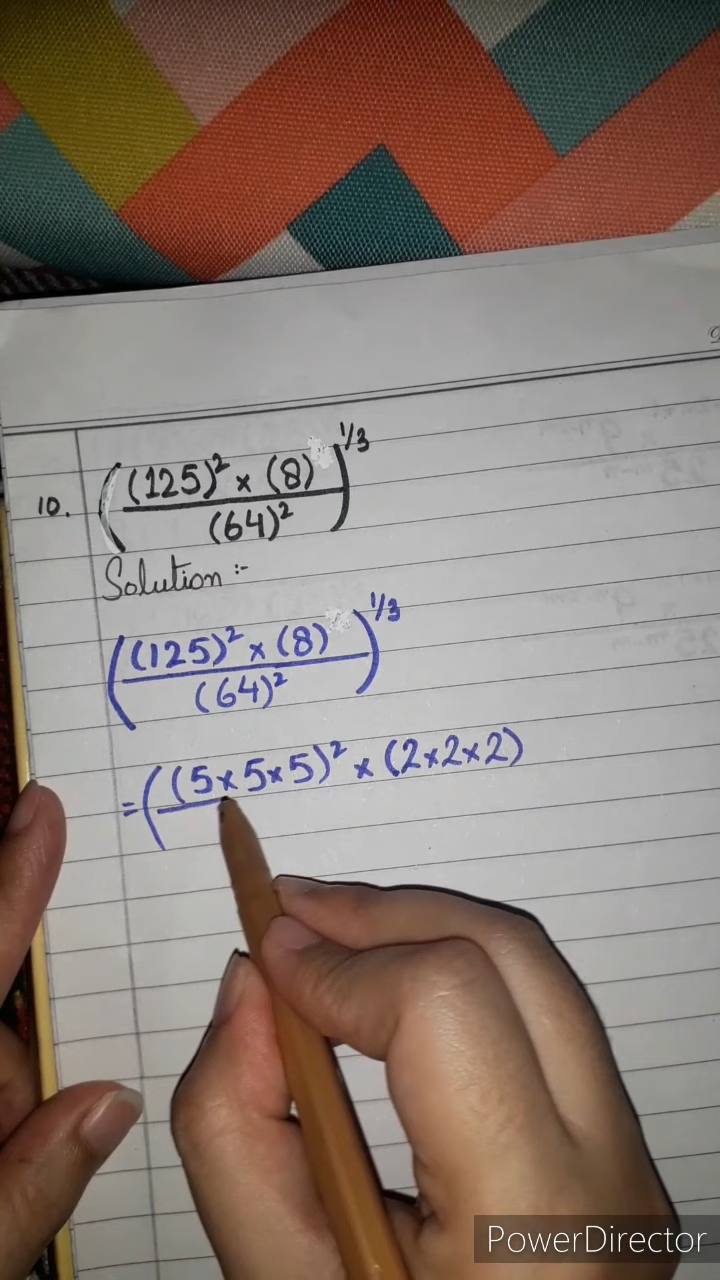 10. ((125)² × (8) / (64)²)^1/3
Solution :-
((125)² × (8) / (64)²)^1/3
= ((5×5×5)² × (2×2×2)
PowerDirector